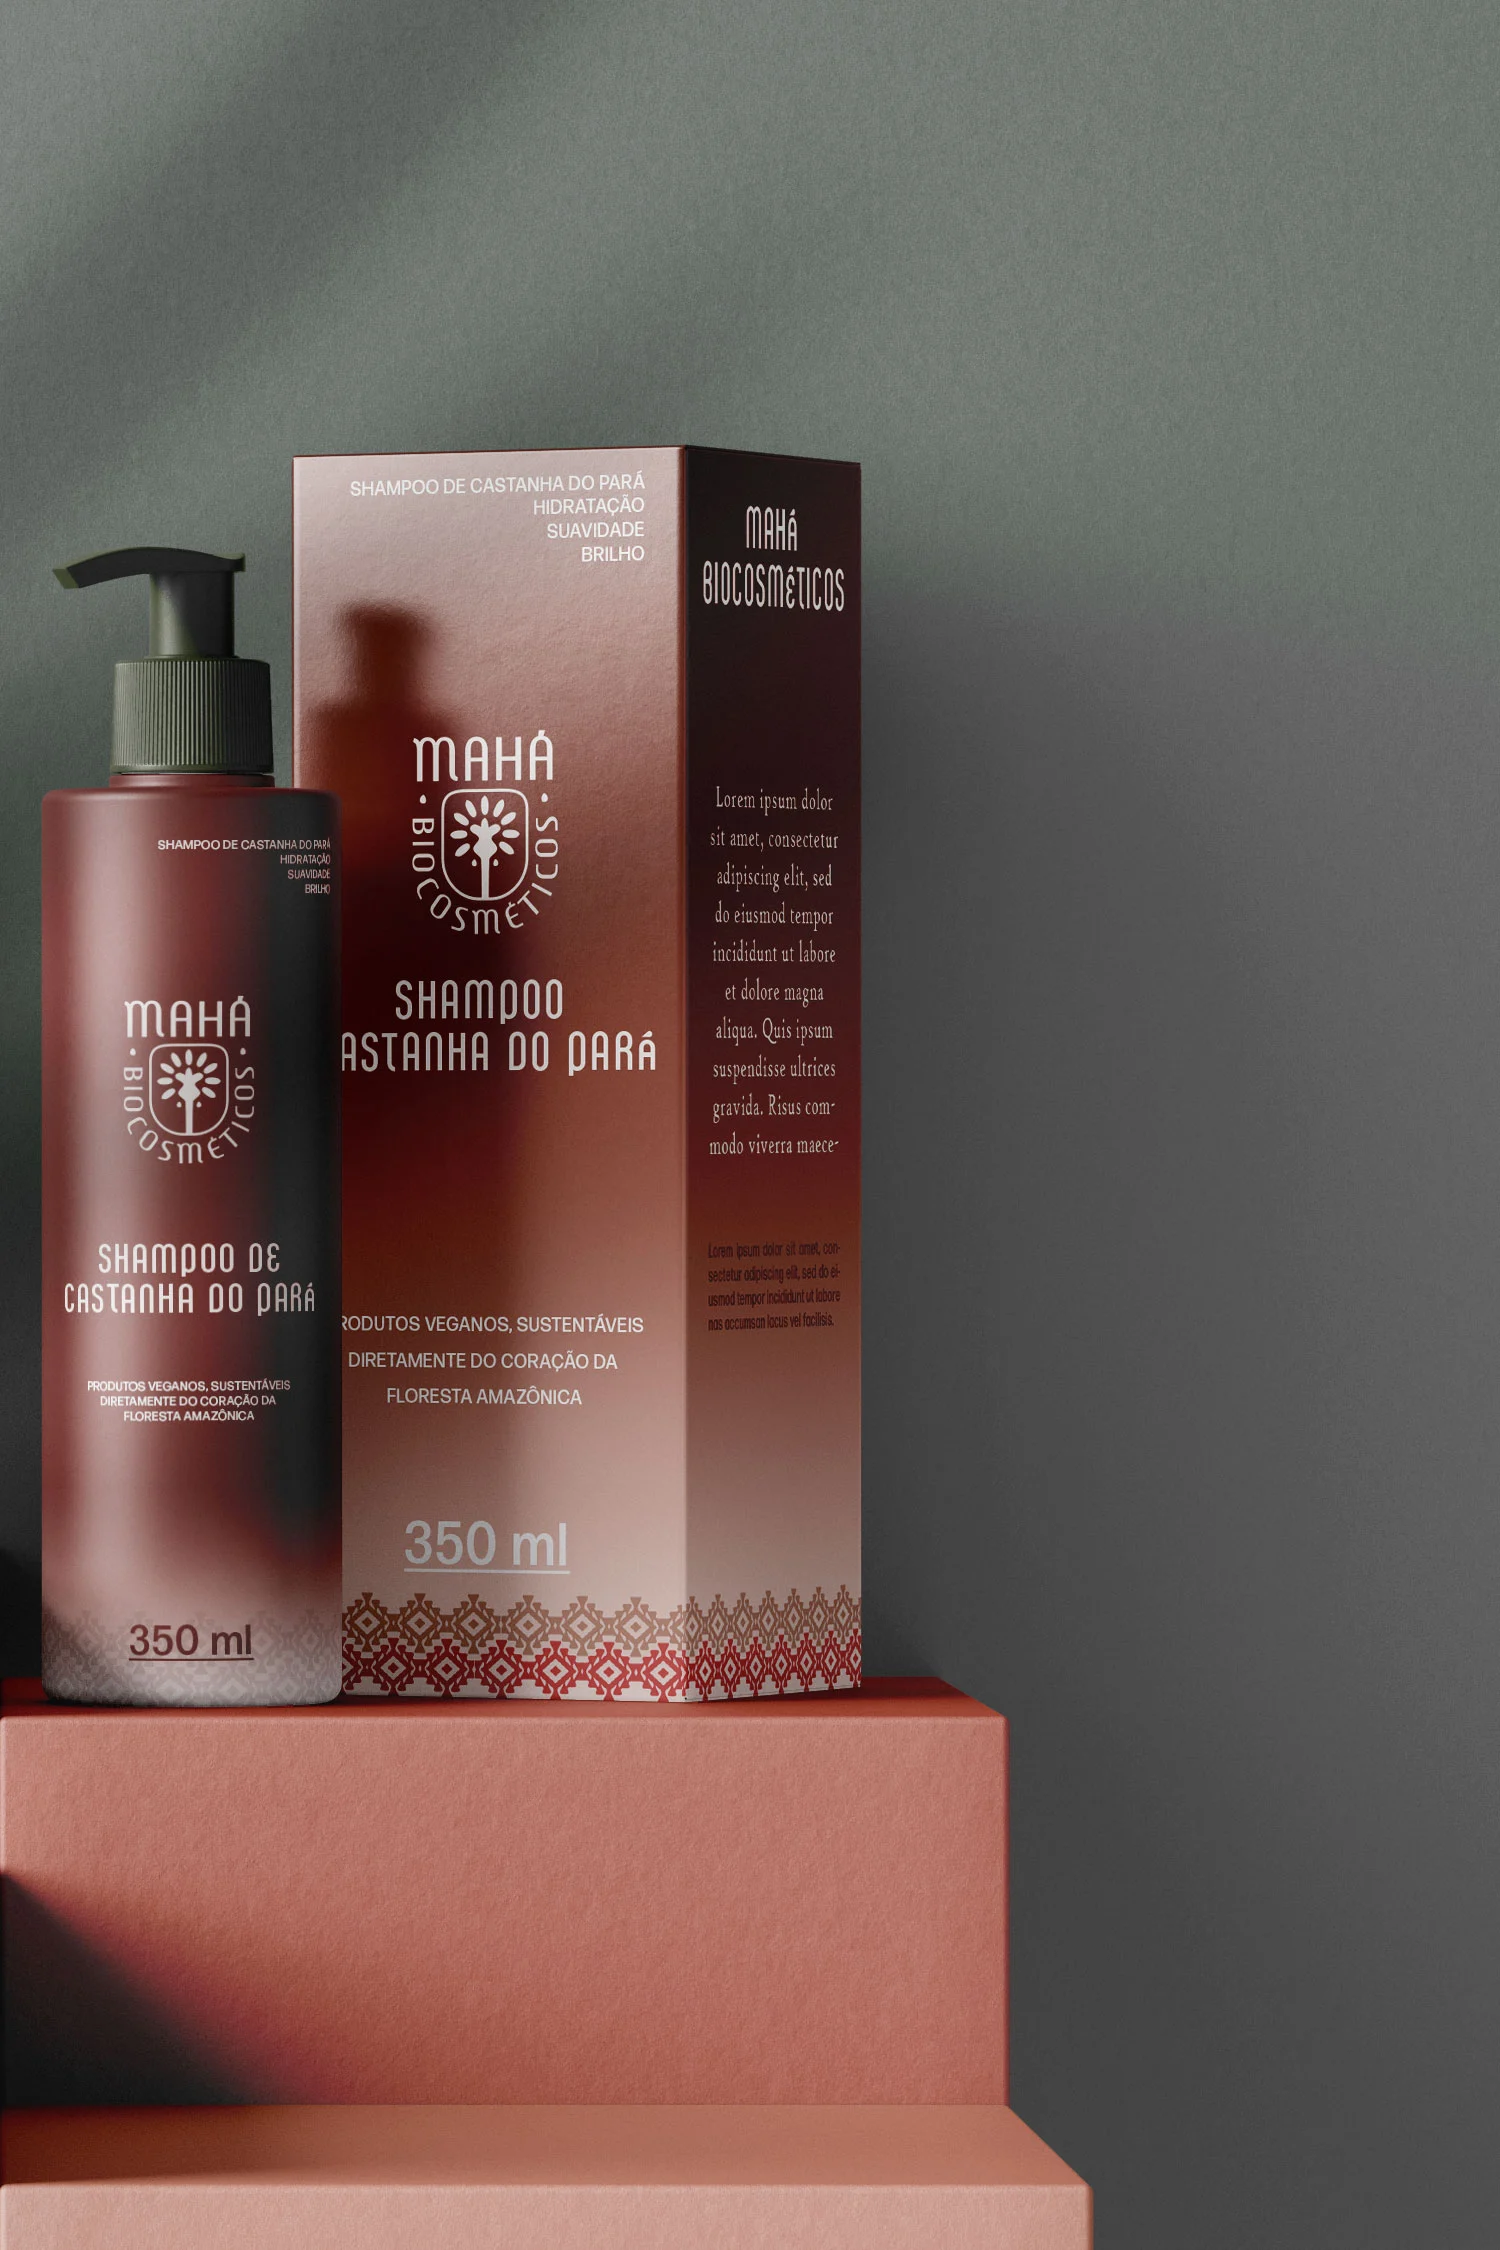 SHAMPOO DE CASTANHA DO PARÁ
HIDRATAÇÃO
SUAVIDADE
BRILHO
MAHÁ
BIOCOSMÉTICOS
SHAMPOO
ASTANHA DO PARÁ
RODUTOS VEGANOS, SUSTENTÁVEIS
DIRETAMENTE DO CORAÇÃO DA
FLORESTA AMAZÔNICA
350 ml
MAHÁ
BIOCOSMÉTICOS
Lorem ipsum dolor
sit amet, consectetur
adipiscing elit, sed
do eiusmod tempor
incididunt ut labore
et dolore magna
aliqua. Quis ipsum
suspendisse ultrices
gravida. Risus com-
modo viverra maece-
Lorem ipsum dolor sit amet, con-
sectetur adipiscing elit, sed do ei-
usmod tempor incididunt ut labore
nas accumsan lacus vel facilisis.
SHAMPOO DE CASTANHA DO PARÁ
HIDRATAÇÃO
SUAVIDADE
BRILHO
MAHÁ
BIOCOSMÉTICOS
SHAMPOO DE
CASTANHA DO PARÁ
PRODUTOS VEGANOS, SUSTENTÁVEIS
DIRETAMENTE DO CORAÇÃO DA
FLORESTA AMAZÔNICA
350 ml